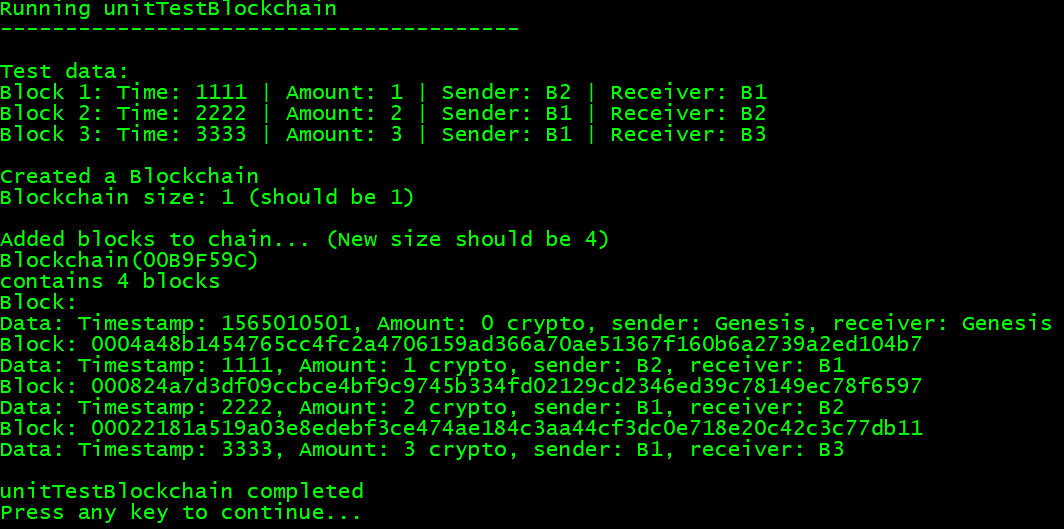 Running unitTestBlockchain
----------------------------------------
Test data:
Block 1: Time: 1111 | Amount: 1 | Sender: B2 | Receiver: B1
Block 2: Time: 2222 | Amount: 2 | Sender: B1 | Receiver: B2
Block 3: Time: 3333 | Amount: 3 | Sender: B1 | Receiver: B3
Created a Blockchain
Blockchain size: 1 (should be 1)
Added blocks to chain... (New size should be 4)
Blockchain(00B9F59C)
contains 4 blocks
Block:
Data: Timestamp: 1565010501, Amount: 0 crypto, sender: Genesis, receiver: Genesis
Block: 0004a48b1454765cc4fc2a4706159ad366a70ae51367f160b6a2739a2ed104b7
Data: Timestamp: 1111, Amount: 1 crypto, sender: B2, receiver: B1
Block: 000824a7d3df09ccbce4bf9c9745b334fd02129cd2346ed39c78149ec78f6597
Data: Timestamp: 2222, Amount: 2 crypto, sender: B1, receiver: B2
Block: 00022181a519a03e8edebf3ce474ae184c3aa44cf3dc0e718e20c42c3c77db11
Data: Timestamp: 3333, Amount: 3 crypto, sender: B1, receiver: B3
unitTestBlockchain completed
Press any key to continue...